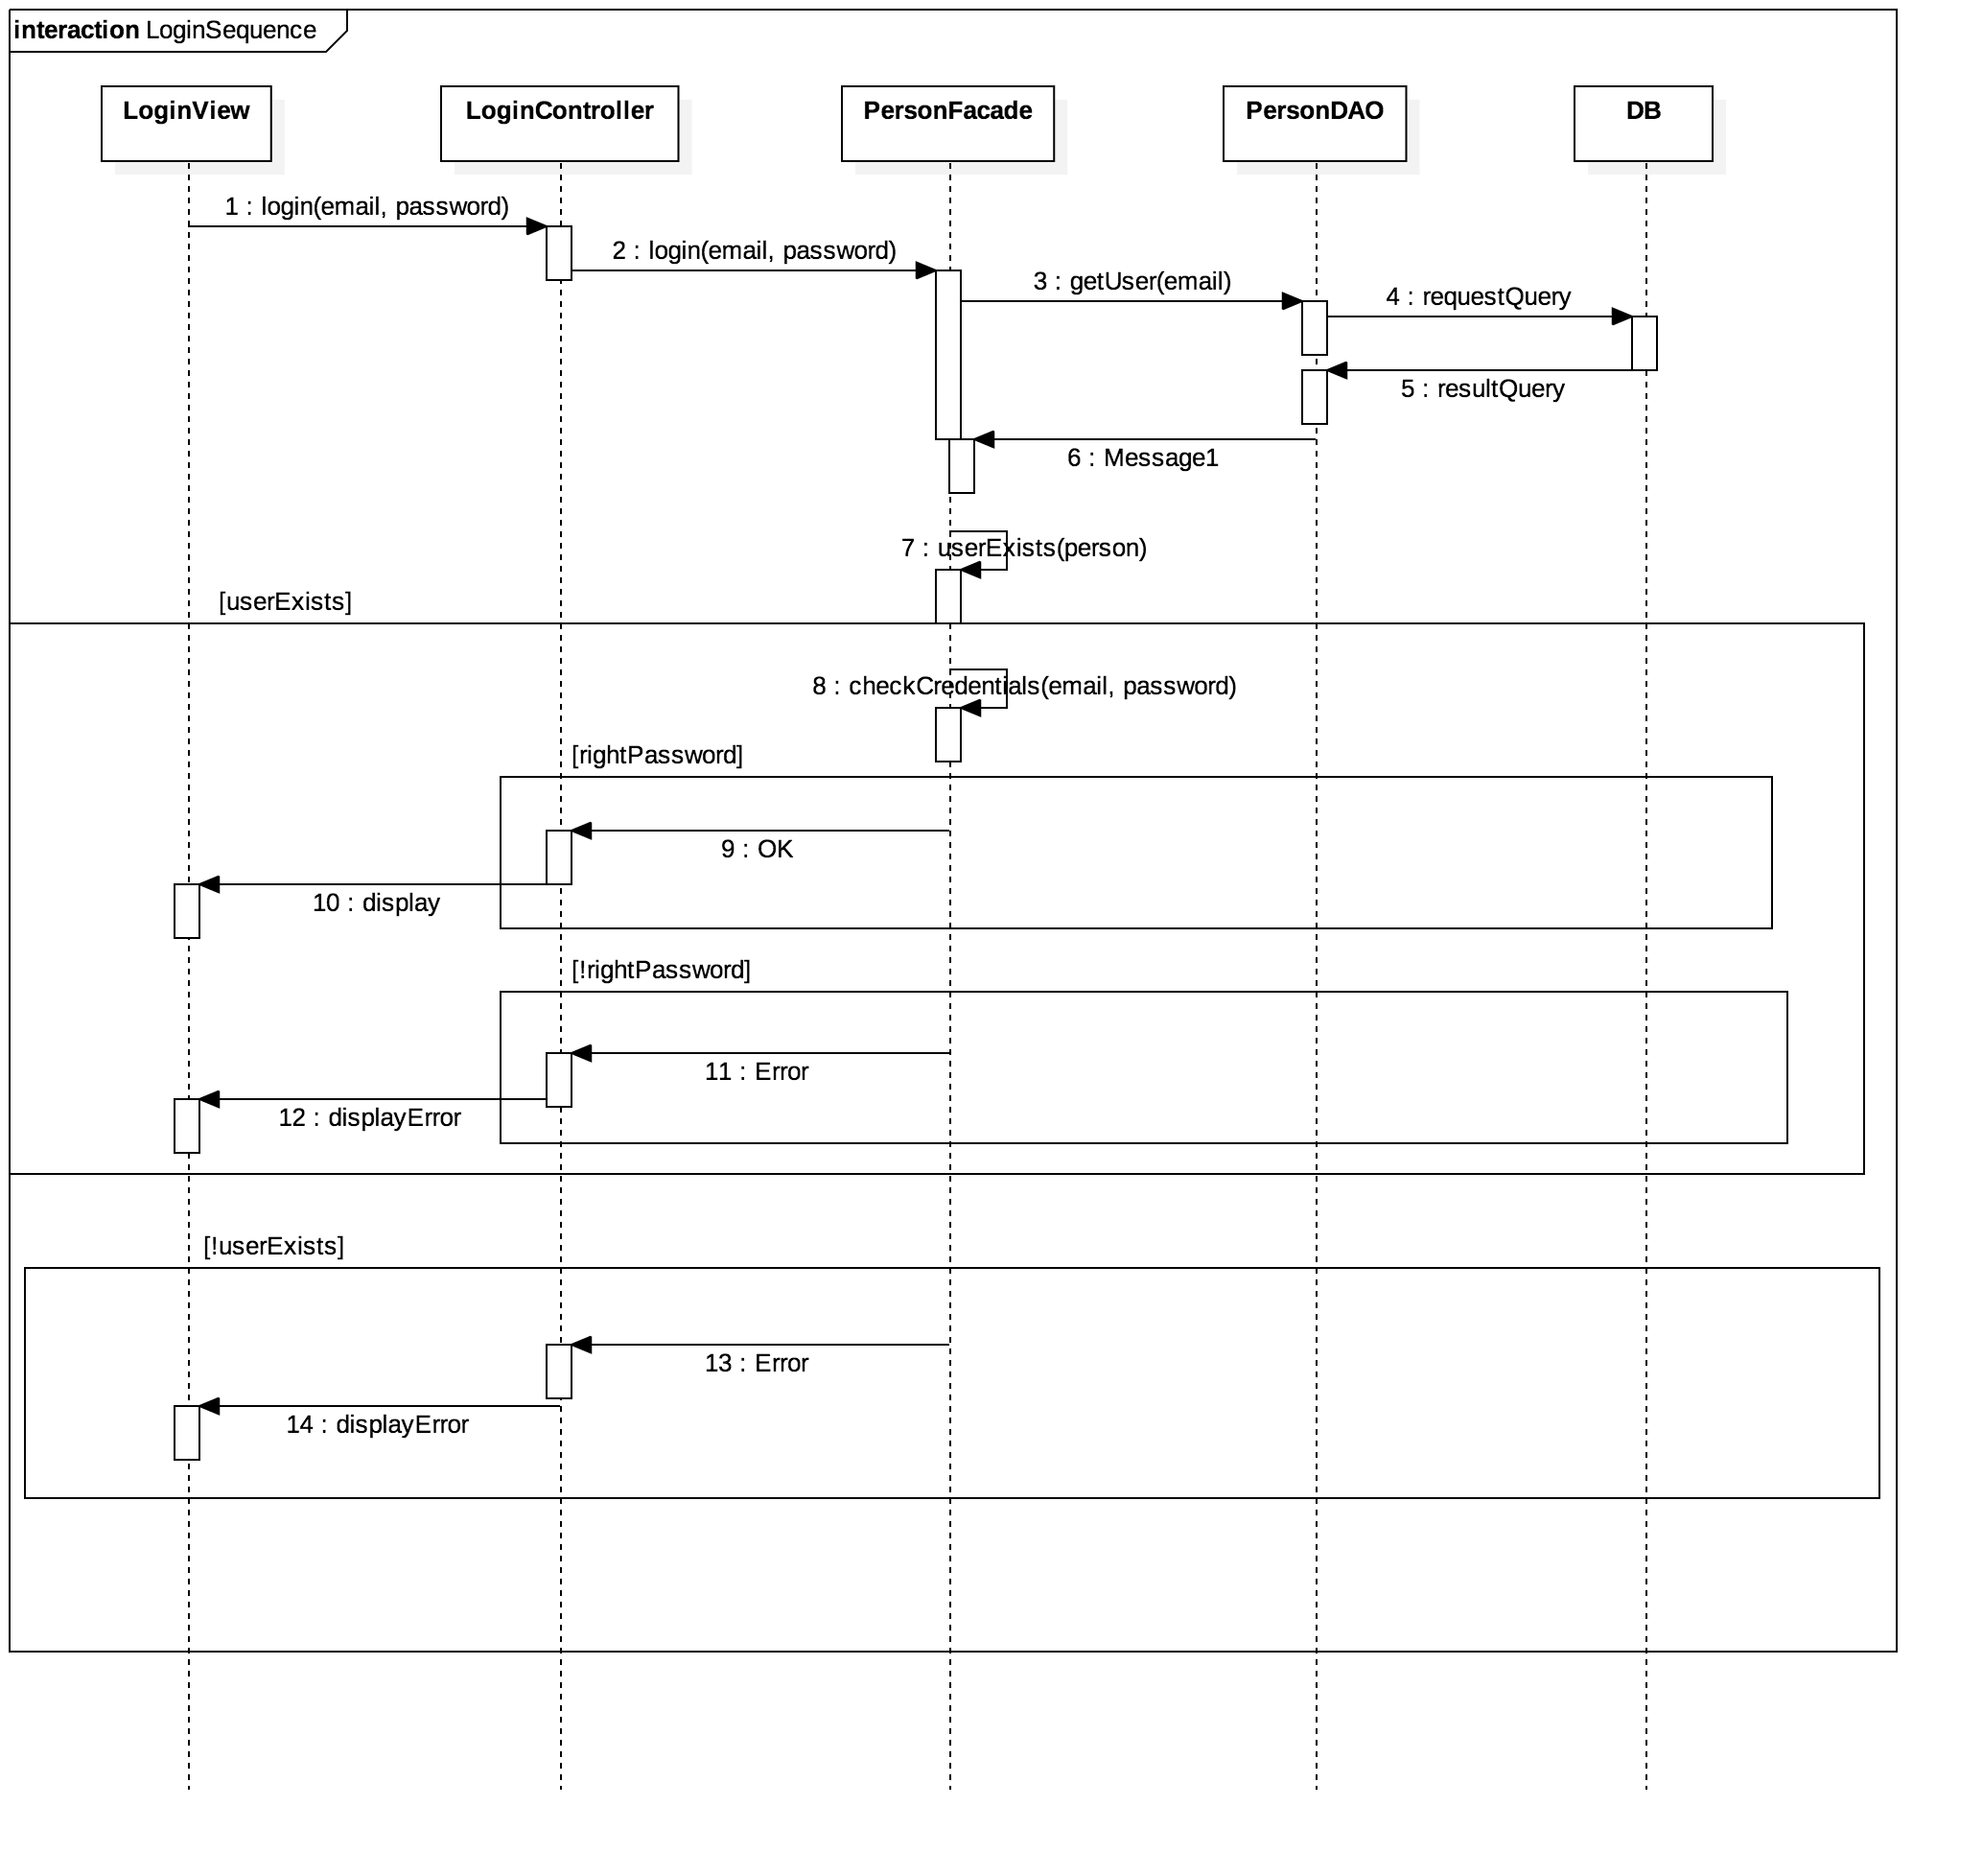 interaction LoginSequence
LoginView
LoginController
PersonFacade
PersonDAO
DB
1 : login(email, password)
2 : login(email, password)
3 : getUser(email)
4 : requestQuery
5 : resultQuery
6 : Message1
7 : userExists(person)
[userExists]
8 : checkCredentials(email, password)
[rightPassword]
9 : OK
10 : display
[!rightPassword]
11 : Error
12 : displayError
[!userExists]
13 : Error
14 : displayError